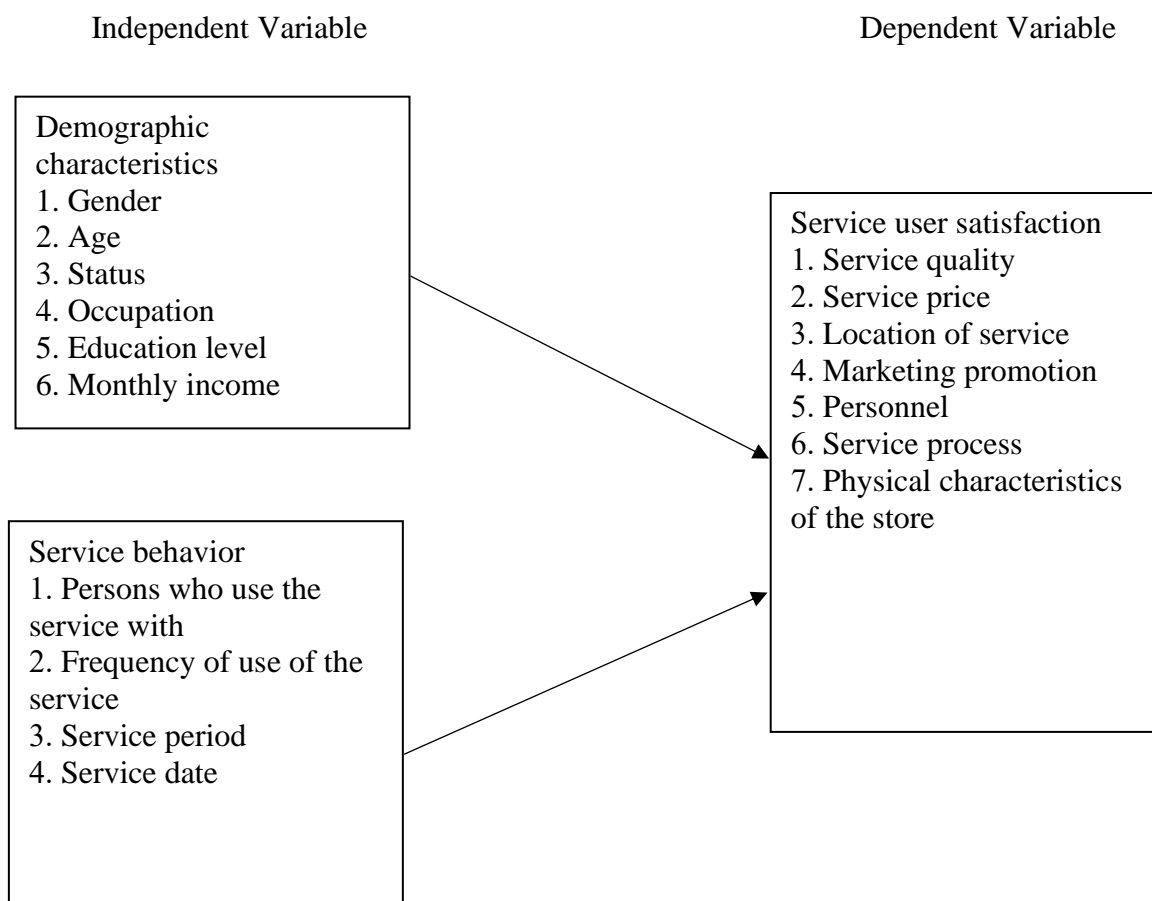 Independent Variable
Dependent Variable
Demographic
characteristics
1. Gender
2. Age
3. Status
4. Occupation
5. Education level
6. Monthly income
Service user satisfaction
1. Service quality
2. Service price
3. Location of service
4. Marketing promotion
5. Personnel
6. Service process
7. Physical characteristics
of the store
Service behavior
1. Persons who use the
service with
2. Frequency of use of the
service
3. Service period
4. Service date